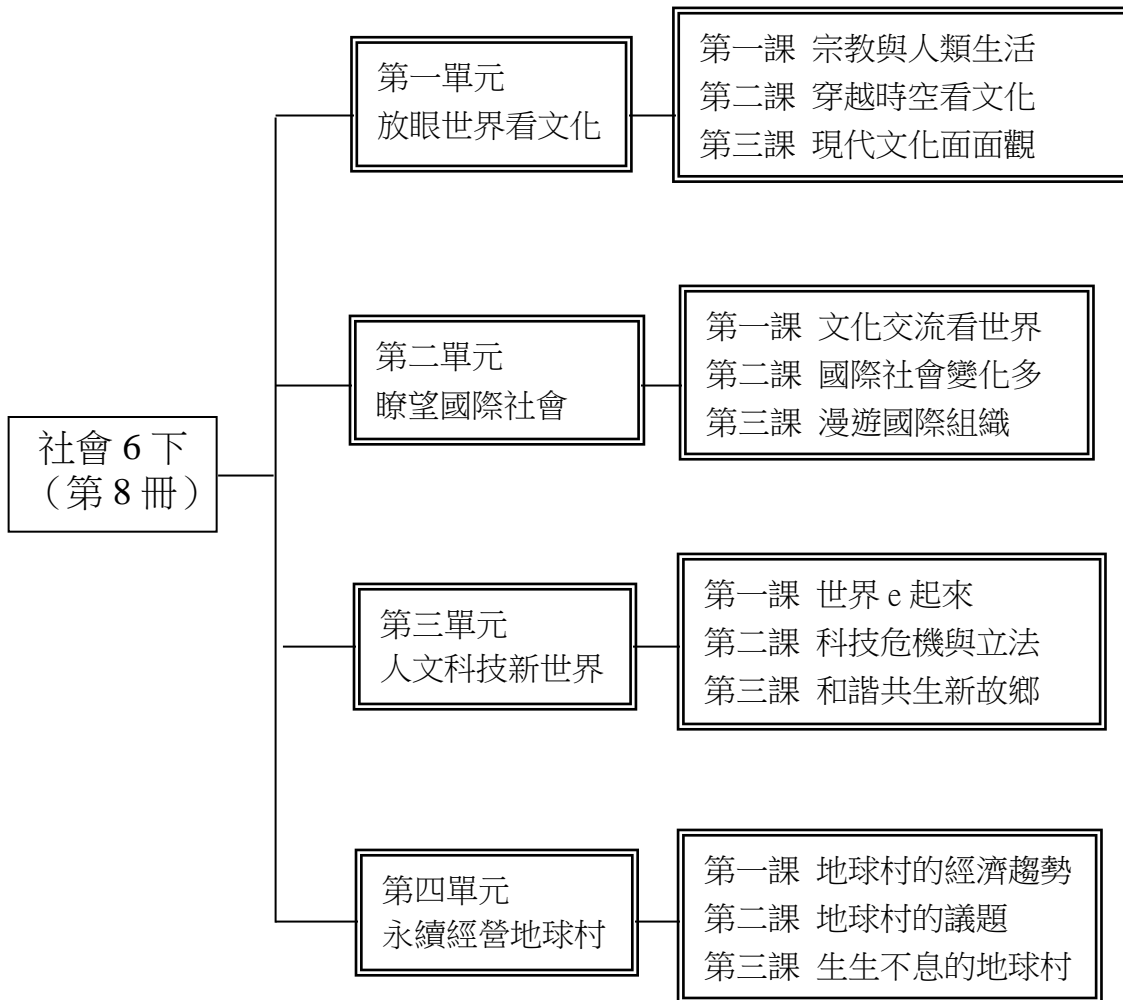 社會 6 下
（第 8 冊）
第一單元
放眼世界看文化
第一課 宗教與人類生活
第二課 穿越時空看文化
第三課 現代文化面面觀
第二單元
瞭望國際社會
第一課 文化交流看世界
第二課 國際社會變化多
第三課 漫遊國際組織
第三單元
人文科技新世界
第一課 世界 e 起來
第二課 科技危機與立法
第三課 和諧共生新故鄉
第四單元
永續經營地球村
第一課 地球村的經濟趨勢
第二課 地球村的議題
第三課 生生不息的地球村